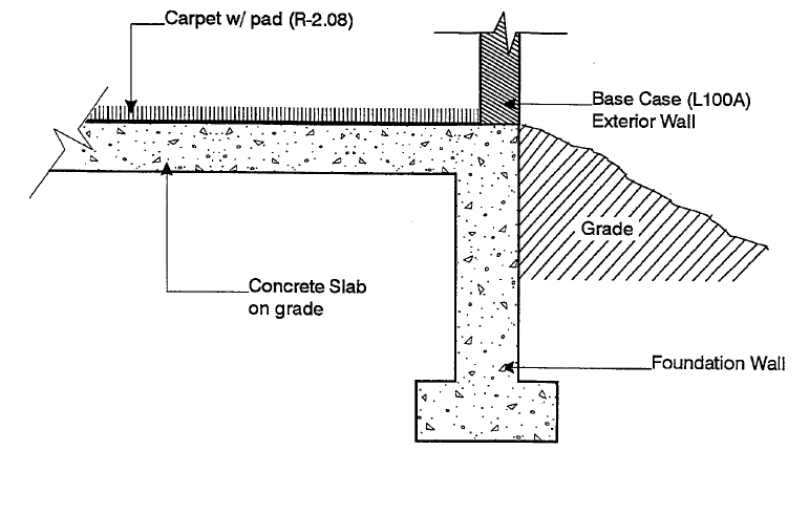 Carpet w/ pad (R-2.08)
Base Case (L100A)
Exterior Wall
Grade
Concrete Slab
on grade
Foundation Wall